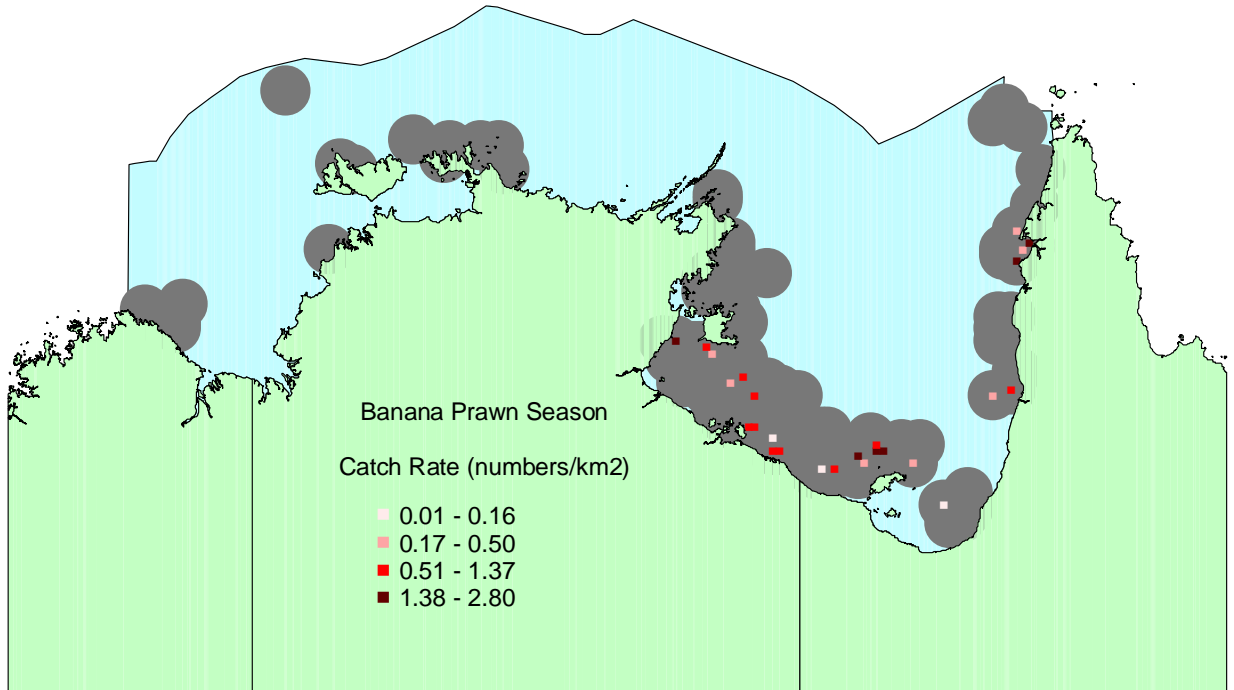 Banana Prawn Season
Catch Rate (numbers/km2)
0.01 - 0.16
0.17 - 0.50
0.51 - 1.37
1.38 - 2.80